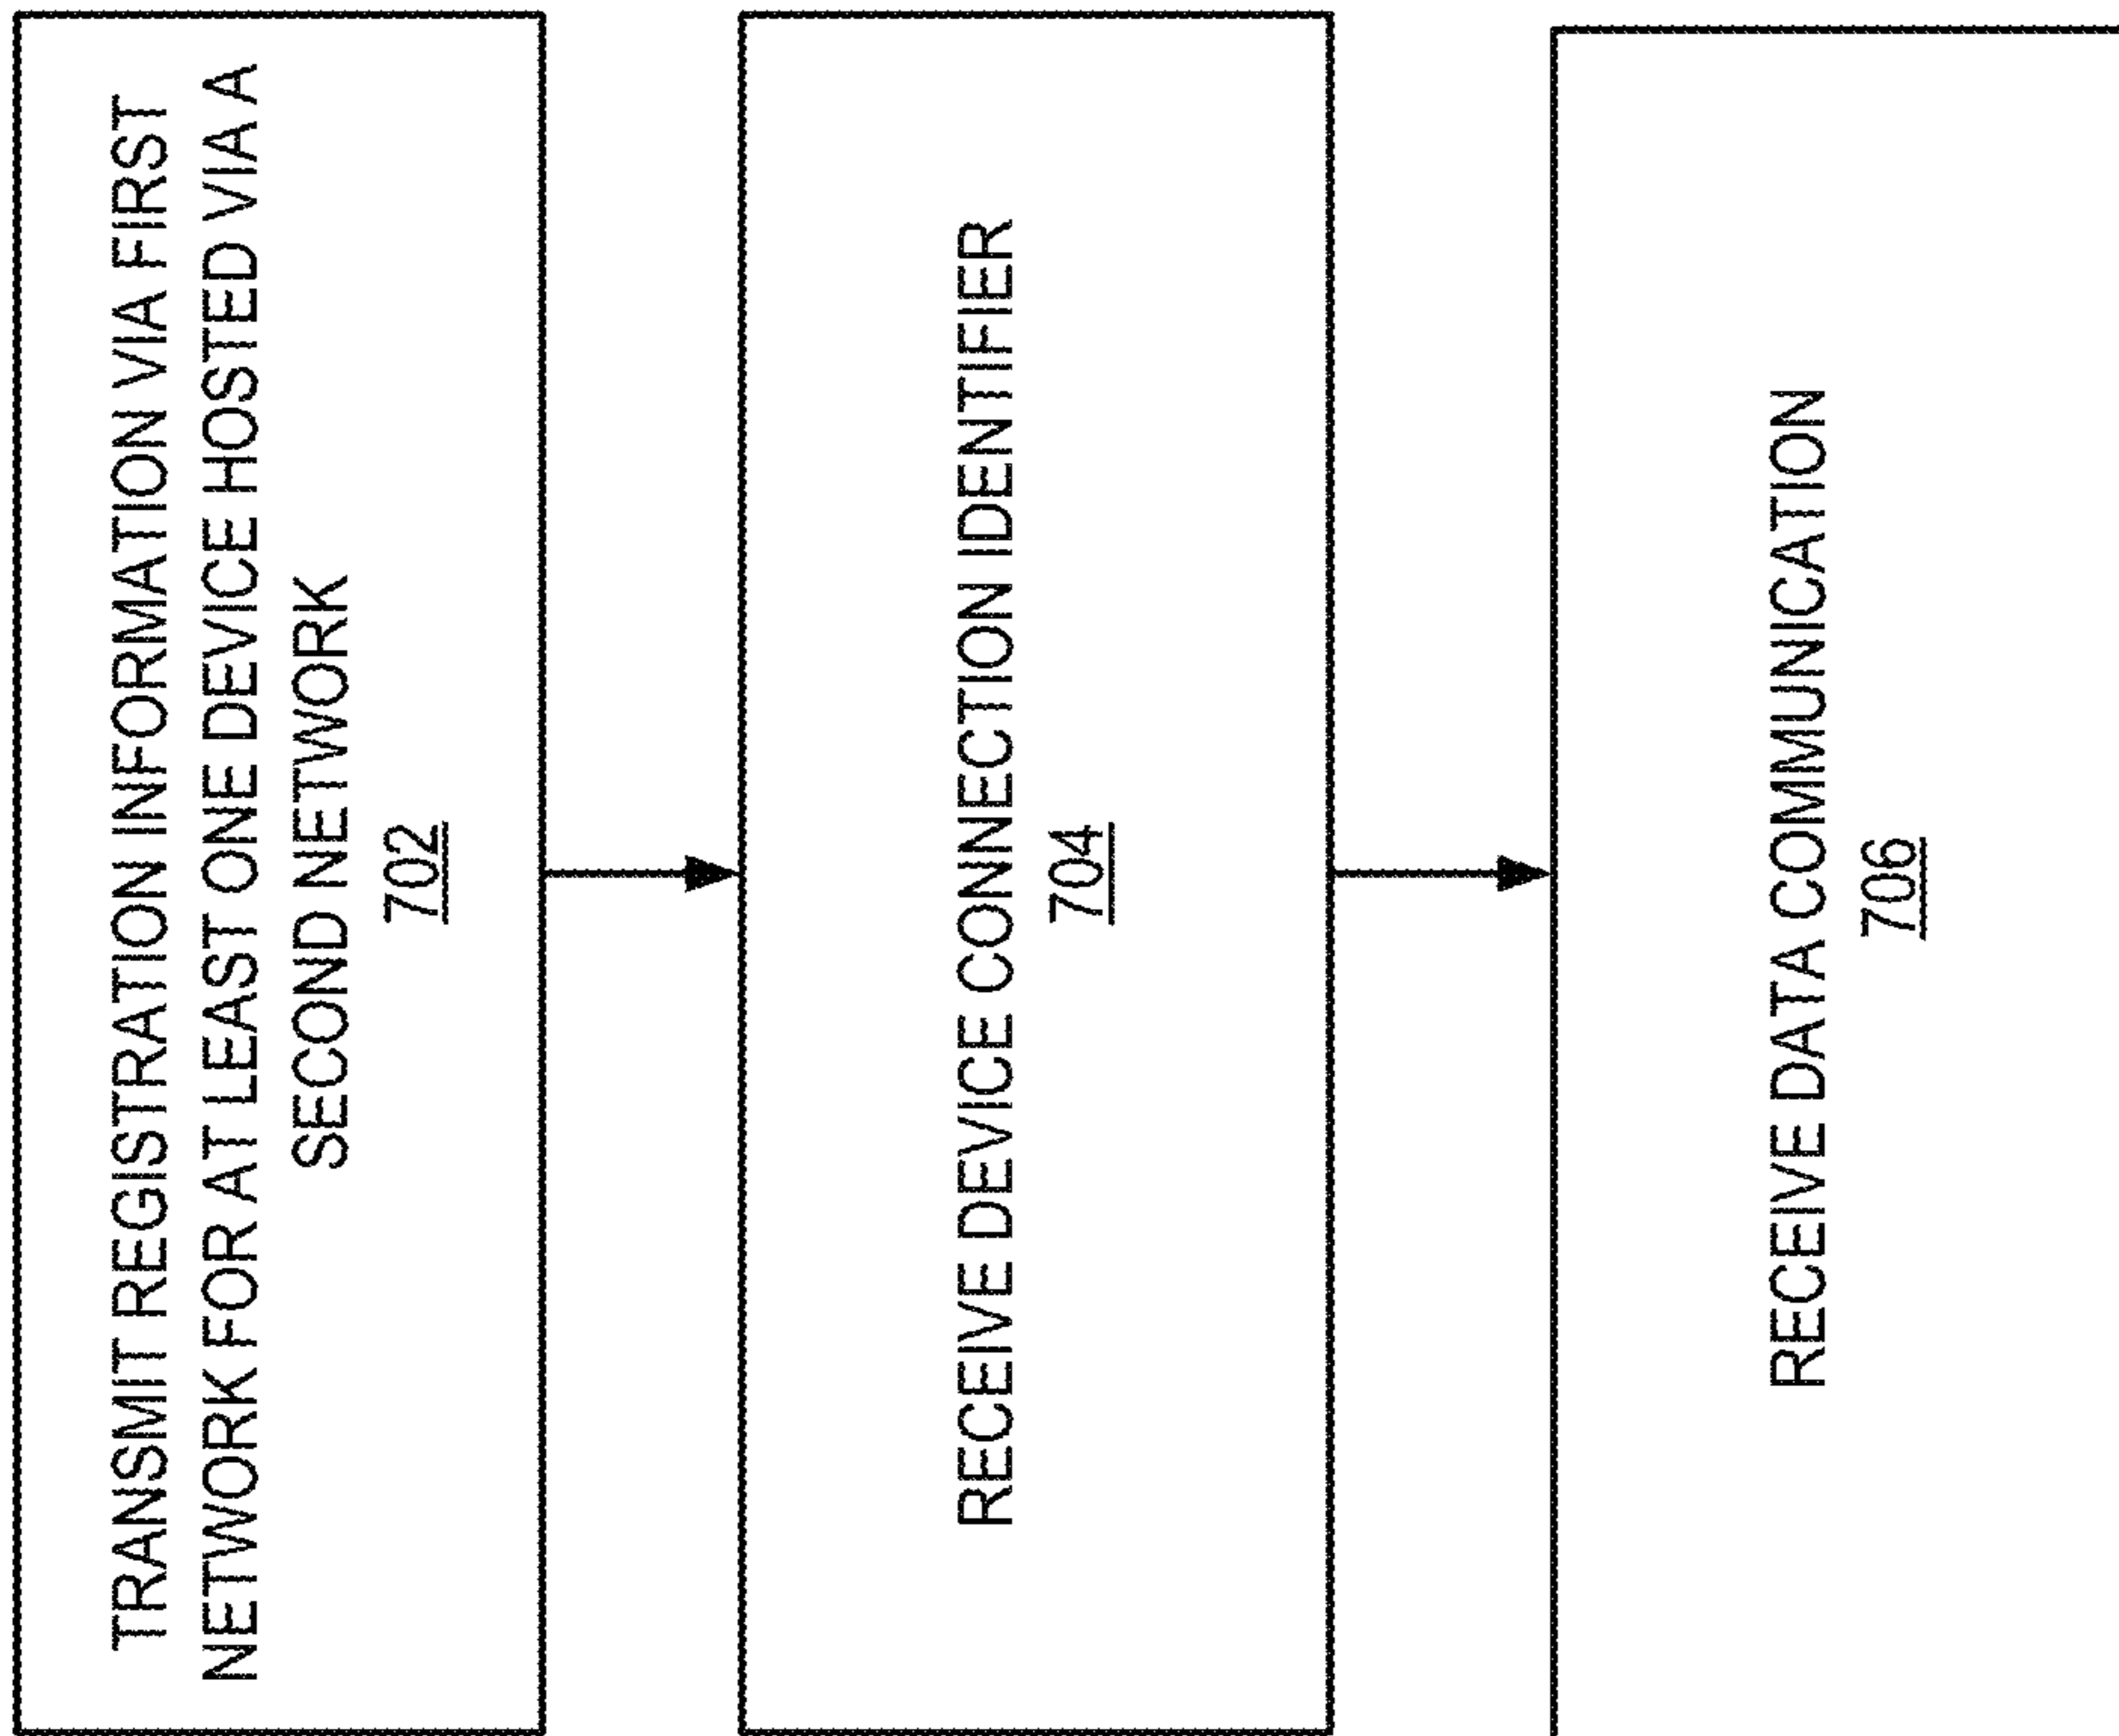 TRANSMIT REGISTRATION INFORMATION VIA FIRST
NETWORK FOR AT LEAST ONE DEVICE HOSTED VIA A
SECOND NETWORK
702
RECEIVE DEVICE CONNECTION IDENTIFIER
704
RECEIVE DATA COMMUNICATION
706